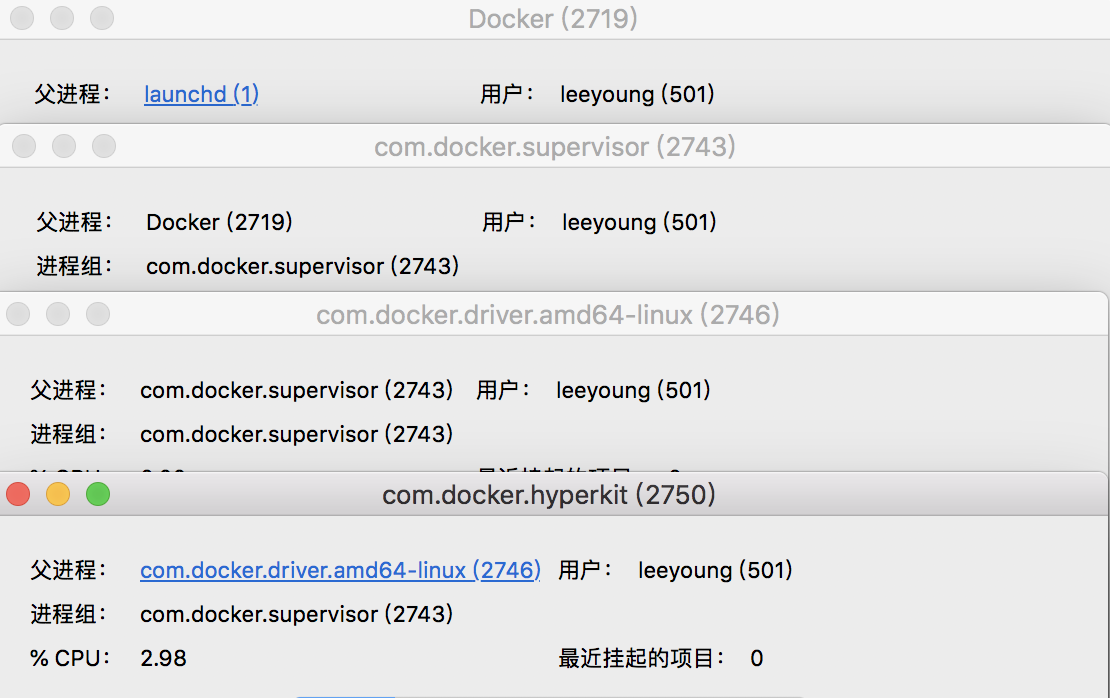 Docker (2719)
父进程： launchd (1) 用户： leeyoung (501)
com.docker.supervisor (2743)
父进程： Docker (2719) 用户： leeyoung (501)
进程组： com.docker.supervisor (2743)
com.docker.driver.amd64-linux (2746)
父进程： com.docker.supervisor (2743) 用户： leeyoung (501)
进程组： com.docker.supervisor (2743)
com.docker.hyperkit (2750)
父进程： com.docker.driver.amd64-linux (2746) 用户： leeyoung (501)
进程组： com.docker.supervisor (2743)
% CPU： 2.98 最近挂起的项目： 0